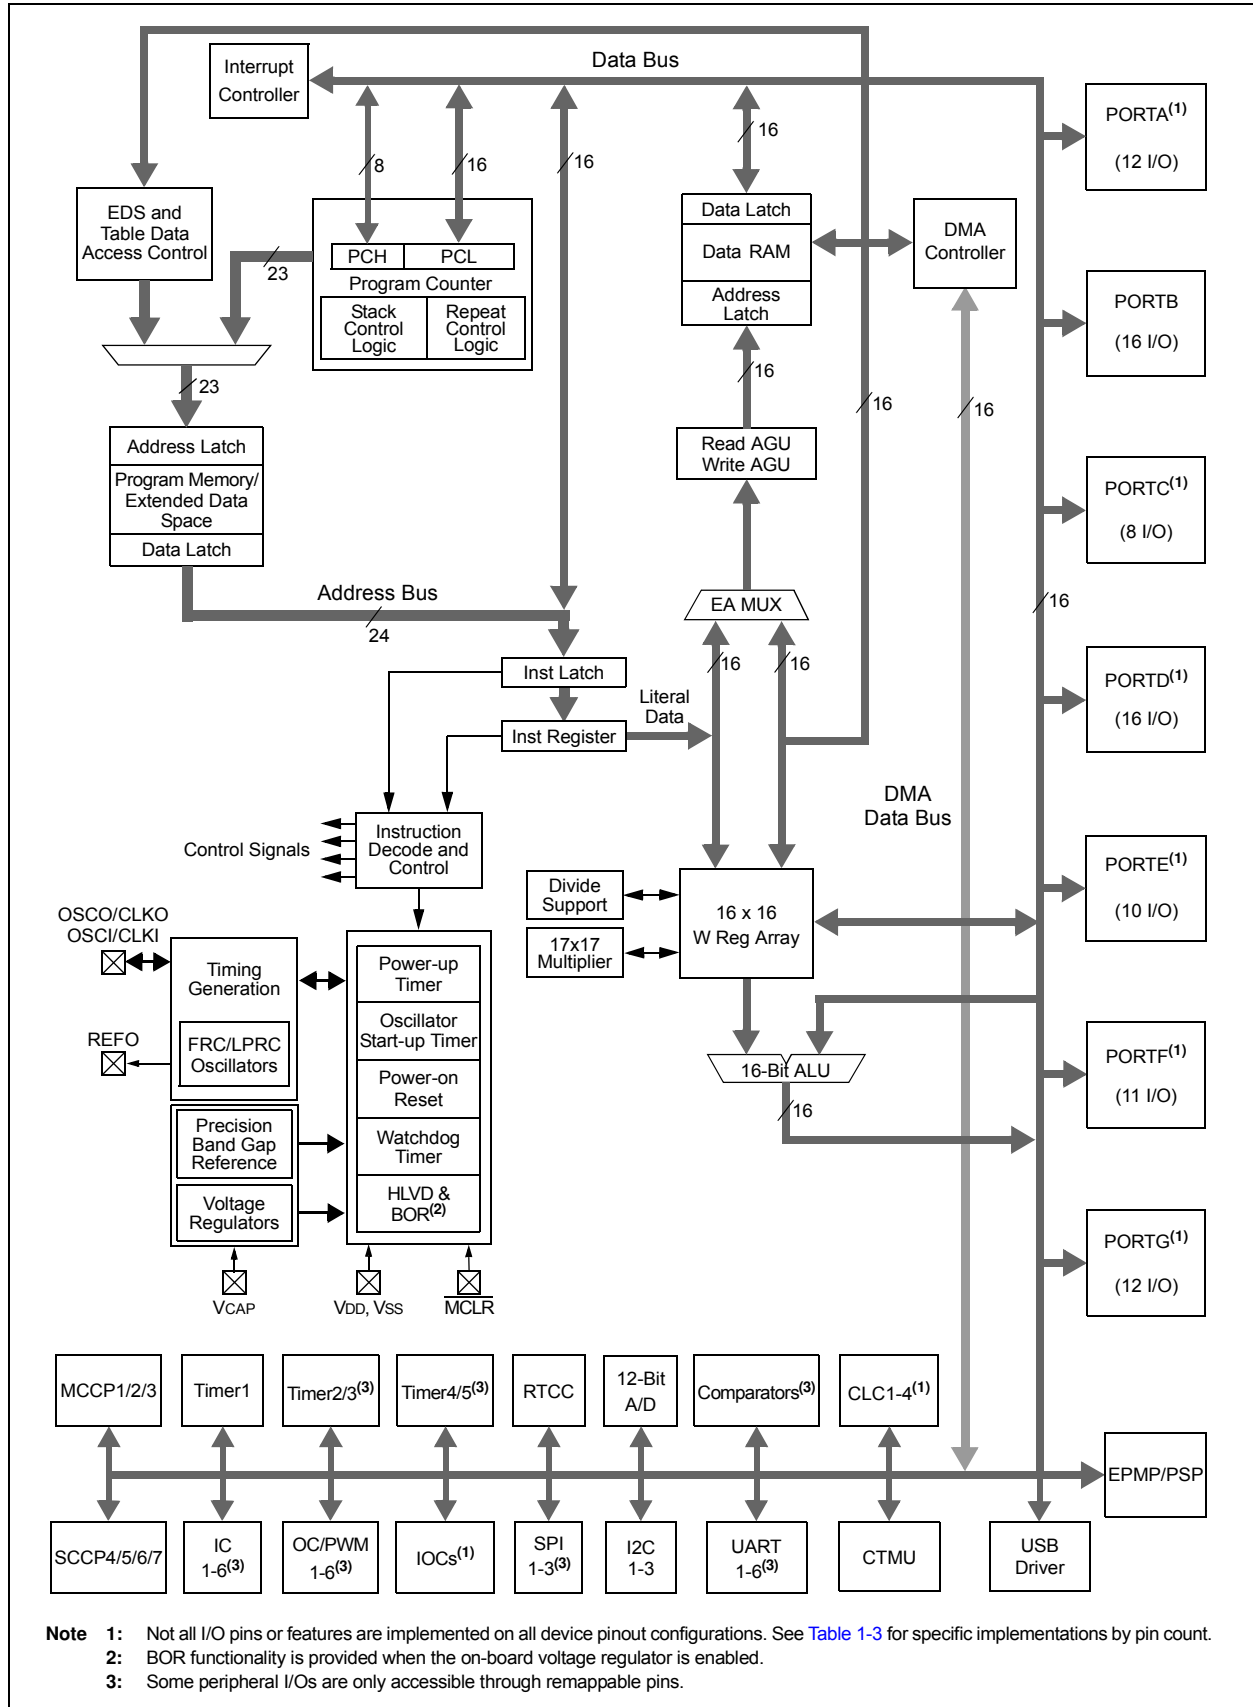 Data Bus
Interrupt
Controller
8
16
16
16
PORTA(1)
(12 I/O)
EDS and
Table Data
Access Control
23
PCH
PCL
Program Counter
Stack
Control
Logic
Repeat
Control
Logic
Data Latch
Data RAM
Address
Latch
DMA
Controller
PORTB
(16 I/O)
23
16
16
16
Address Latch
Program Memory/
Extended Data
Space
Data Latch
Read AGU
Write AGU
PORTC(1)
(8 I/O)
Address Bus
24
EA MUX
16
16
16
Inst Latch
Inst Register
Literal
Data
PORTD(1)
(16 I/O)
DMA
Data Bus
Control Signals
Instruction
Decode and
Control
Divide
Support
17x17
Multiplier
16 x 16
W Reg Array
PORTE(1)
(10 I/O)
OSCO/CLKO
OSCI/CLKI
Timing
Generation
REFO
FRC/LPRC
Oscillators
Power-up
Timer
Oscillator
Start-up Timer
Power-on
Reset
Watchdog
Timer
HLVD &
BOR(2)
16-Bit ALU
16
PORTF(1)
(11 I/O)
Precision
Band Gap
Reference
Voltage
Regulators
PORTG(1)
(12 I/O)
VCAP
VDD, VSS
MCLR
MCCP1/2/3
Timer1
Timer2/3(3)
Timer4/5(3)
RTCC
12-Bit
A/D
Comparators(3)
CLC1-4(1)
EPMP/PSP
SCCP4/5/6/7
IC
1-6(3)
OC/PWM
1-6(3)
IOCs(1)
SPI
1-3(3)
I2C
1-3
UART
1-6(3)
CTMU
USB
Driver
Note 1: Not all I/O pins or features are implemented on all device pinout configurations. See Table 1-3 for specific implementations by pin count.
2: BOR functionality is provided when the on-board voltage regulator is enabled.
3: Some peripheral I/Os are only accessible through remappable pins.